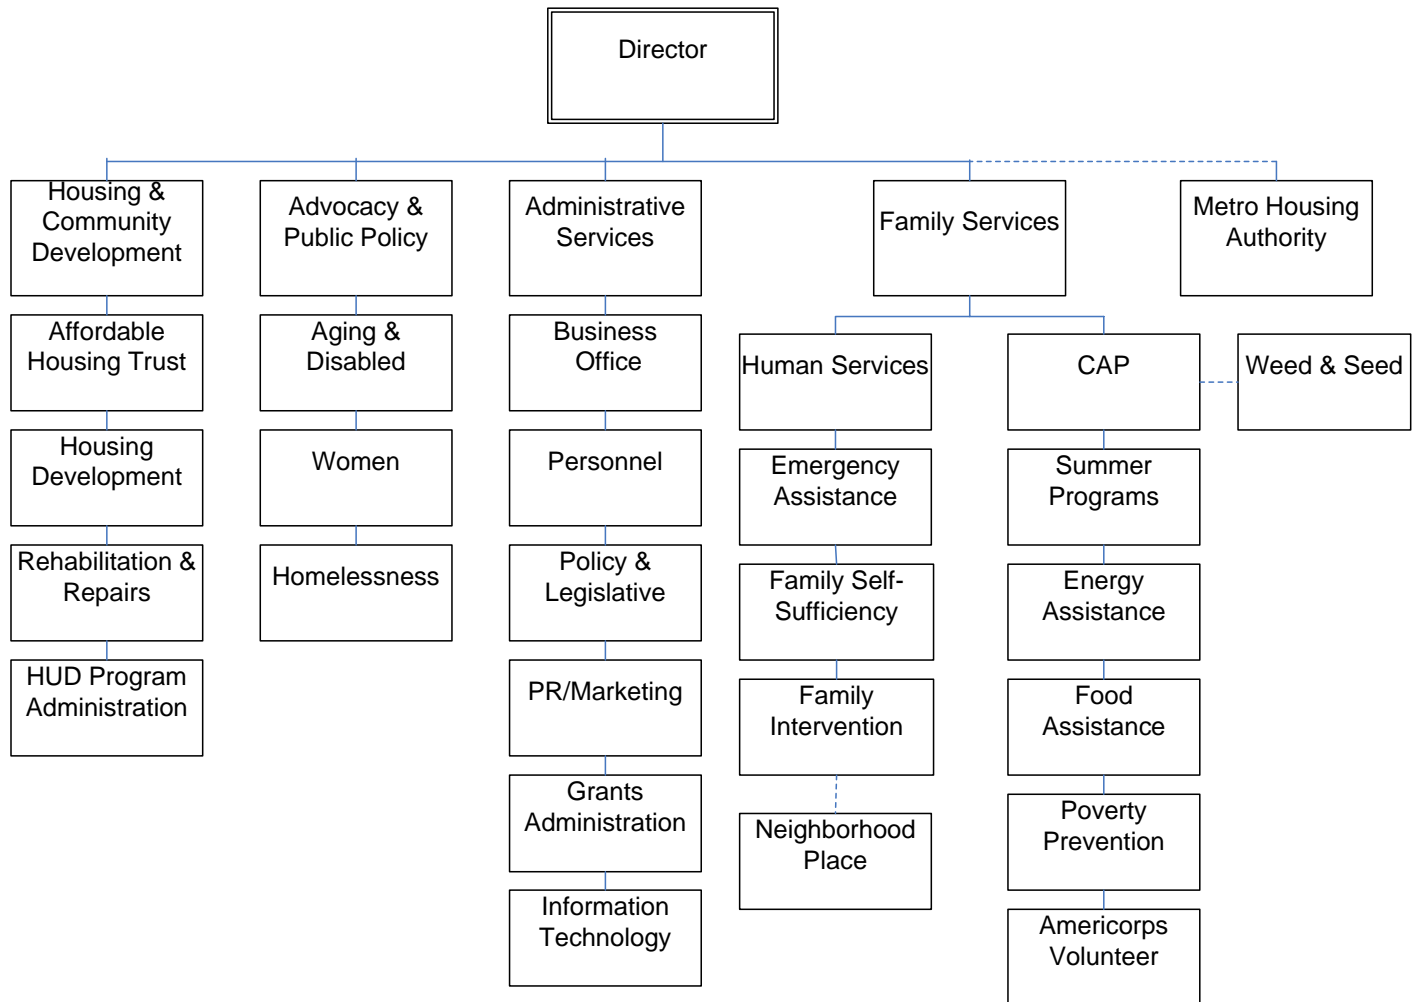 Director
Housing &
Community
Development
Advocacy &
Public Policy
Administrative
Services
Family Services
Metro Housing
Authority
Affordable
Housing Trust
Aging &
Disabled
Business
Office
Human Services
CAP
Weed & Seed
Housing
Development
Women
Personnel
Emergency
Assistance
Summer
Programs
Rehabilitation &
Repairs
Homelessness
Policy &
Legislative
Family Self-
Sufficiency
Energy
Assistance
HUD Program
Administration
PR/Marketing
Family
Intervention
Food
Assistance
Grants
Administration
Neighborhood
Place
Poverty
Prevention
Information
Technology
Americorps
Volunteer